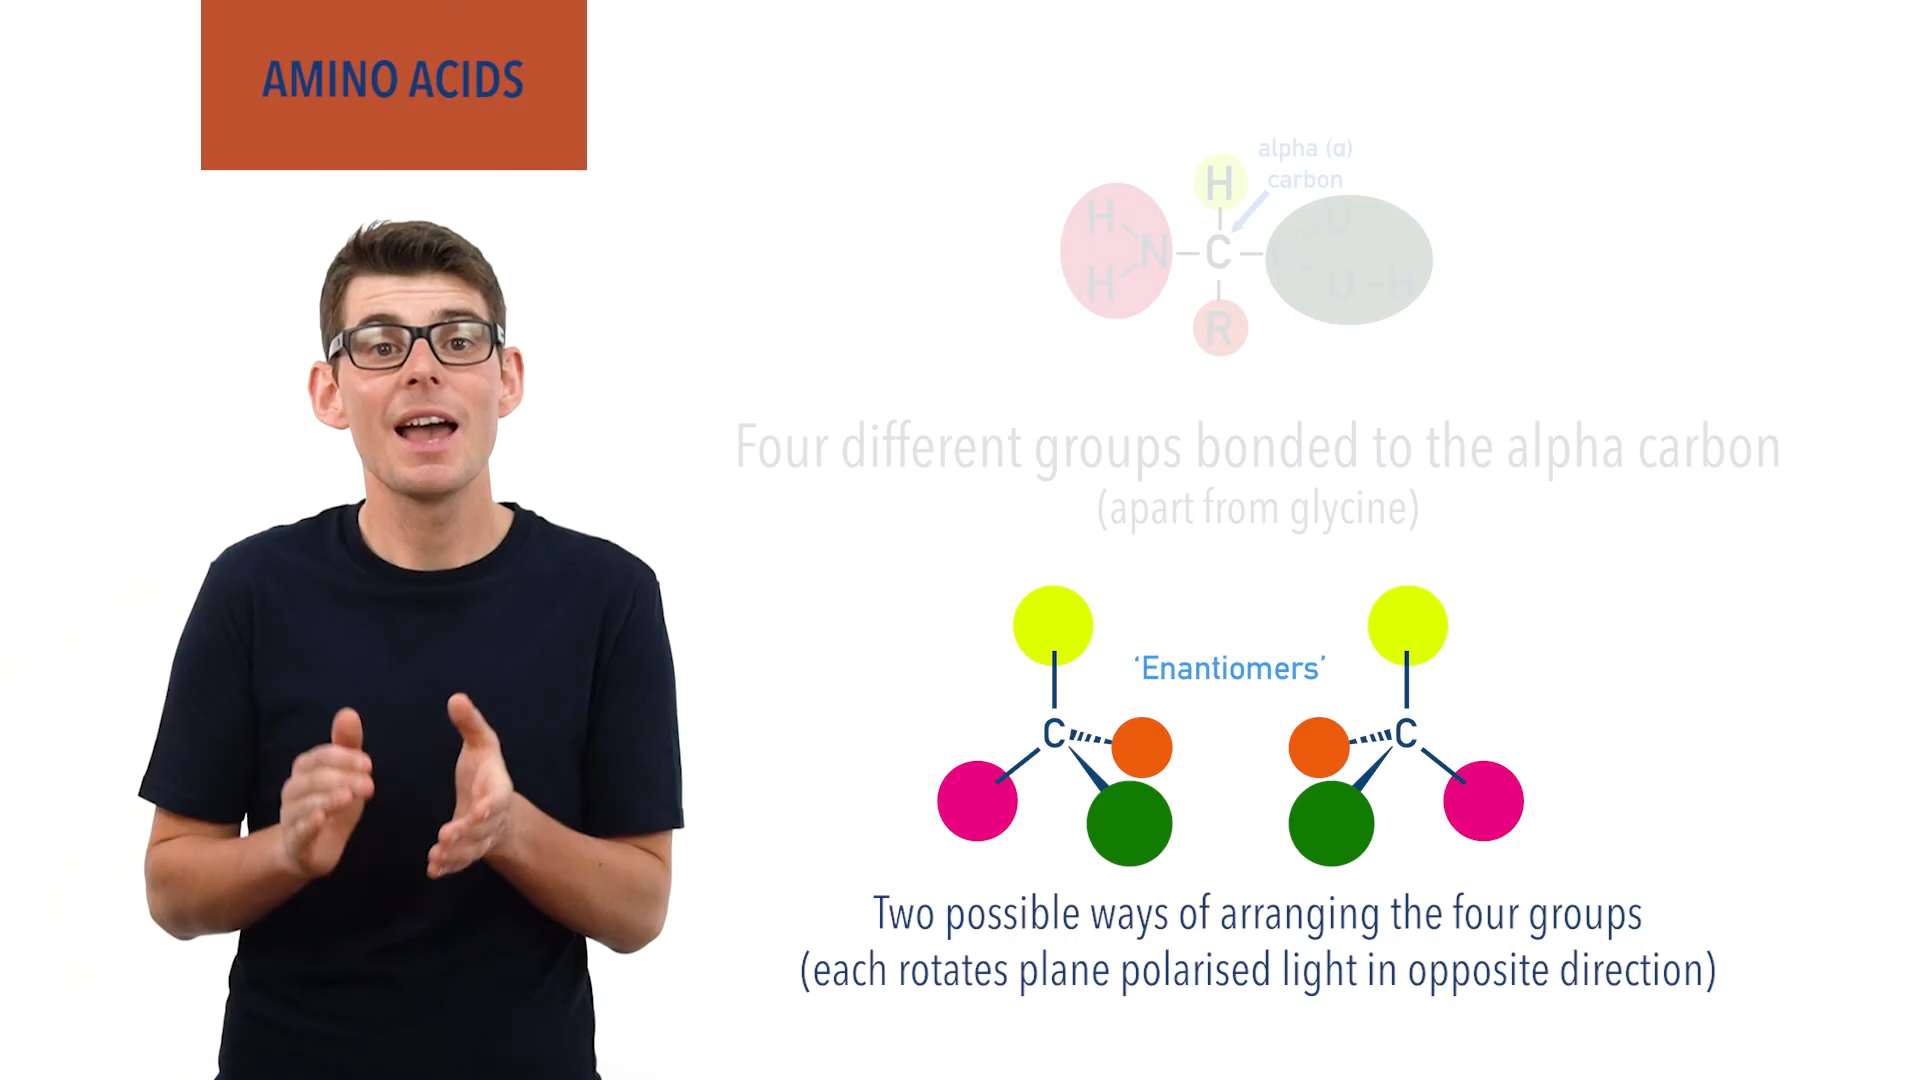 AMINO ACIDS
alpha (α)
carbon
H
H
N
C
C
O
H
O
H
R
Four different groups bonded to the alpha carbon
(apart from glycine)
'Enantiomers'
C
C
Two possible ways of arranging the four groups
(each rotates plane polarised light in opposite direction)